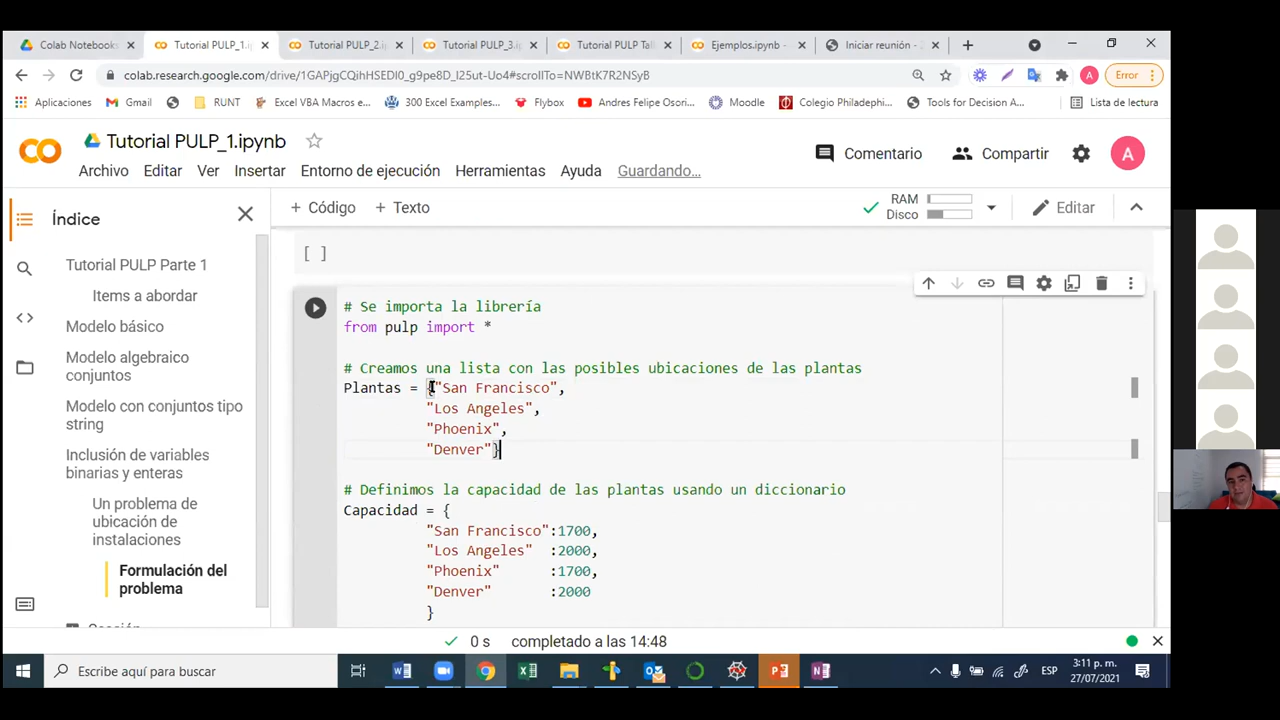 Colab Notebooks
Tutorial PULP_1.ip
Tutorial PULP_2.ip
Tutorial PULP_3.ip
Tutorial PULP Tal
Ejemplos.ipynb -
Iniciar reunión - Z
colab.research.google.com/drive/1GAPjgCQihHSEDI0_g9pe8D_l25ut-Uo4#scrollTo=NWBtK7R2NSyB
A
Error
Aplicaciones
Gmail
RUNT
Excel VBA Macros e...
300 Excel Examples...
Flybox
Andres Felipe Osori...
Moodle
Colegio Philadephi...
Tools for Decision A...
Lista de lectura
Tutorial PULP_1.ipynb
Comentario
Compartir
A
Archivo Editar Ver Insertar Entorno de ejecución Herramientas Ayuda Guardando...
Índice
+ Código + Texto
RAM
Disco
Editar
Tutorial PULP Parte 1
Items a abordar
Modelo básico
Modelo algebraico
conjuntos
Modelo con conjuntos tipo
string
Inclusión de variables
binarias y enteras
Un problema de
ubicación de
instalaciones
Formulación del
problema
[ ]
# Se importa la librería
from pulp import *
# Creamos una lista con las posibles ubicaciones de las plantas
Plantas = {"San Francisco",
"Los Angeles",
"Phoenix",
"Denver"}
# Definimos la capacidad de las plantas usando un diccionario
Capacidad = {
"San Francisco":1700,
"Los Angeles" :2000,
"Phoenix" :1700,
"Denver" :2000
}
0 s completado a las 14:48
Escribe aquí para buscar
ESP
3:11 p. m.
27/07/2021